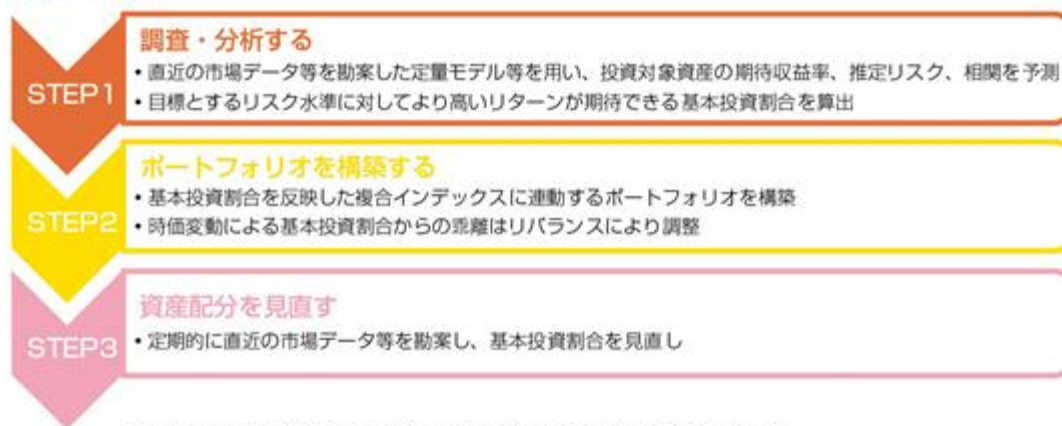 STEP1
調査・分析する
• 直近の市場データ等を勘案した定量モデル等を用い、投資対象資産の期待収益率、推定リスク、相関を予測
• 目標とするリスク水準に対してより高いリターンが期待できる基本投資割合を算出
STEP2
ポートフォリオを構築する
• 基本投資割合を反映した複合インデックスに連動するポートフォリオを構築
• 時価変動による基本投資割合からの乖離はリバランスにより調整
STEP3
資産配分を見直す
• 定期的に直近の市場データ等を勘案し、基本投資割合を見直し